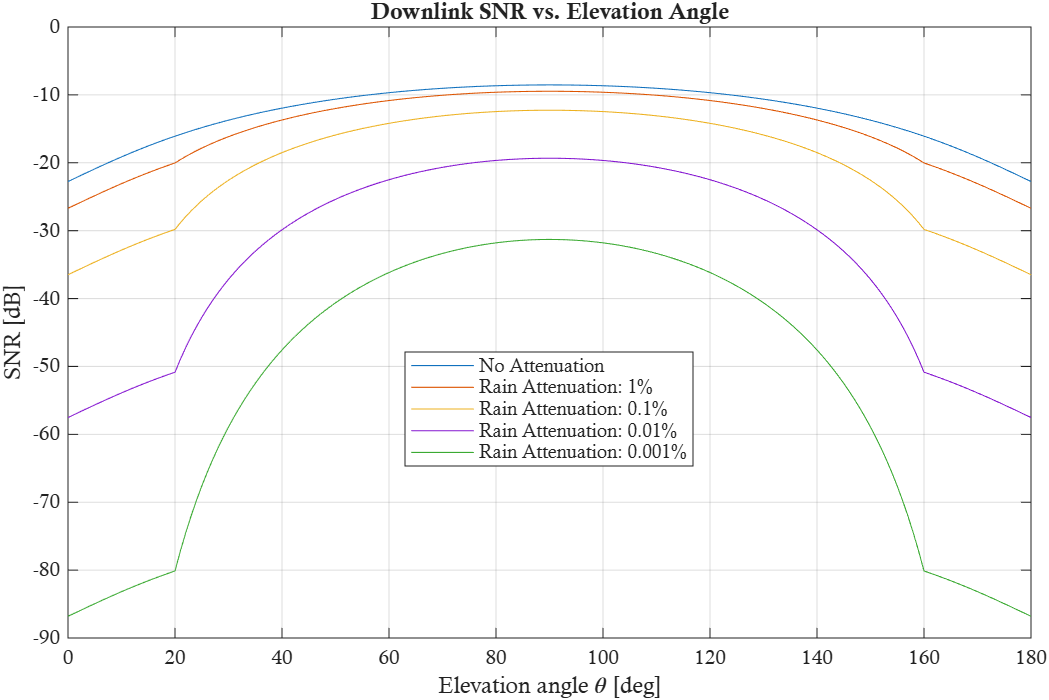 Downlink SNR vs. Elevation Angle
0
-10
-20
-30
-40
-50
-60
-70
-80
-90
SNR [dB]
No Attenuation
Rain Attenuation: 1%
Rain Attenuation: 0.1%
Rain Attenuation: 0.01%
Rain Attenuation: 0.001%
0 20 40 60 80 100 120 140 160 180
Elevation angle θ [deg]